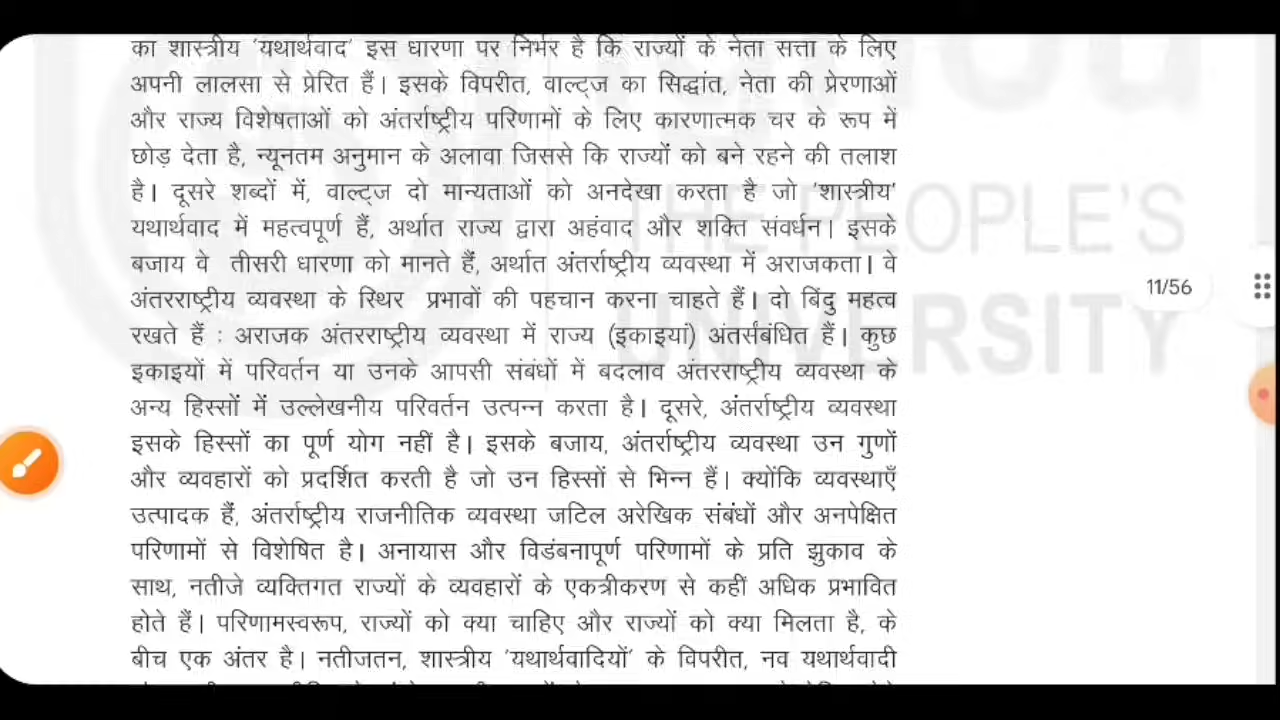 का शास्त्रीय 'यथार्थवाद' इस धारणा पर निर्भर है कि राज्यों के नेता सत्ता के लिए
अपनी लालसा से प्रेरित हैं। इसके विपरीत, वाल्ट्ज का सिद्धांत, नेता की प्रेरणाओं
और राज्य विशेषताओं को अंतर्राष्ट्रीय परिणामों के लिए कारणात्मक चर के रूप में
छोड़ देता है, न्यूनतम अनुमान के अलावा जिससे कि राज्यों को बने रहने की तलाश
है। दूसरे शब्दों में, वाल्ट्ज दो मान्यताओं को अनदेखा करता है जो 'शास्त्रीय'
यथार्थवाद में महत्वपूर्ण हैं, अर्थात राज्य द्वारा अहंवाद और शक्ति संवर्धन। इसके
बजाय वे तीसरी धारणा को मानते हैं, अर्थात अंतर्राष्ट्रीय व्यवस्था में अराजकता। वे
अंतरराष्ट्रीय व्यवस्था के स्थिर प्रभावों की पहचान करना चाहते हैं। दो बिंदु महत्व
रखते हैं : अराजक अंतरराष्ट्रीय व्यवस्था में राज्य (इकाइयां) अंतर्संबंधित हैं। कुछ
इकाइयों में परिवर्तन या उनके आपसी संबंधों में बदलाव अंतरराष्ट्रीय व्यवस्था के
अन्य हिस्सों में उल्लेखनीय परिवर्तन उत्पन्न करता है। दूसरे, अंतर्राष्ट्रीय व्यवस्था
इसके हिस्सों का पूर्ण योग नहीं है। इसके बजाय, अंतर्राष्ट्रीय व्यवस्था उन गुणों
और व्यवहारों को प्रदर्शित करती है जो उन हिस्सों से भिन्न हैं। क्योंकि व्यवस्थाएँ
उत्पादक हैं, अंतर्राष्ट्रीय राजनीतिक व्यवस्था जटिल अरेखिक संबंधों और अनपेक्षित
परिणामों से विशेषित है। अनायास और विडंबनापूर्ण परिणामों के प्रति झुकाव के
साथ, नतीजे व्यक्तिगत राज्यों के व्यवहारों के एकत्रीकरण से कहीं अधिक प्रभावित
होते हैं। परिणामस्वरूप, राज्यों को क्या चाहिए और राज्यों को क्या मिलता है, के
बीच एक अंतर है। नतीजतन, शास्त्रीय 'यथार्थवादियों' के विपरीत, नव यथार्थवादी
THE PEOPLE'S
UNIVERSITY
11/56